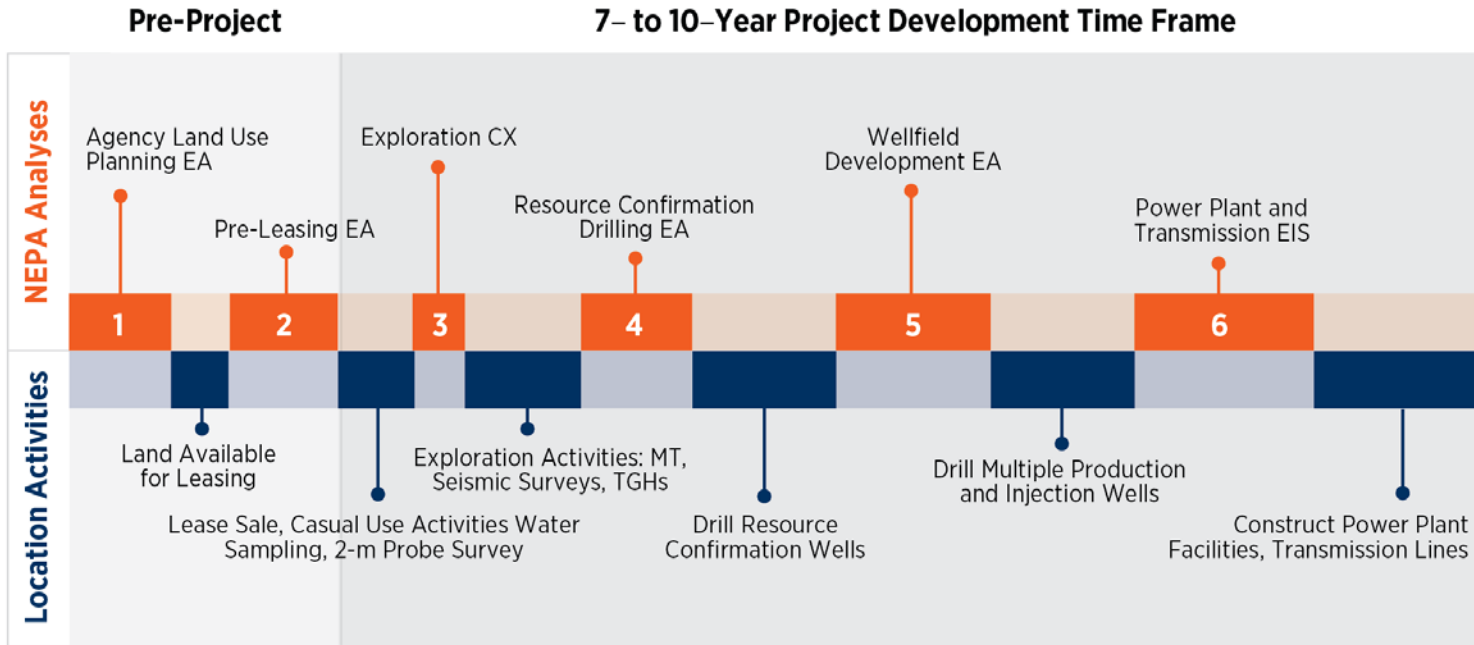 Pre-Project
7– to 10–Year Project Development Time Frame
NEPA Analyses
Agency Land Use
Planning EA
Pre-Leasing EA
Exploration CX
Resource Confirmation
Drilling EA
Wellfield
Development EA
Power Plant and
Transmission EIS
1
2
3
4
5
6
Location Activities
Land Available
for Leasing
Lease Sale, Casual Use Activities Water
Sampling, 2-m Probe Survey
Exploration Activities: MT,
Seismic Surveys, TGHs
Drill Resource
Confirmation Wells
Drill Multiple Production
and Injection Wells
Construct Power Plant
Facilities, Transmission Lines